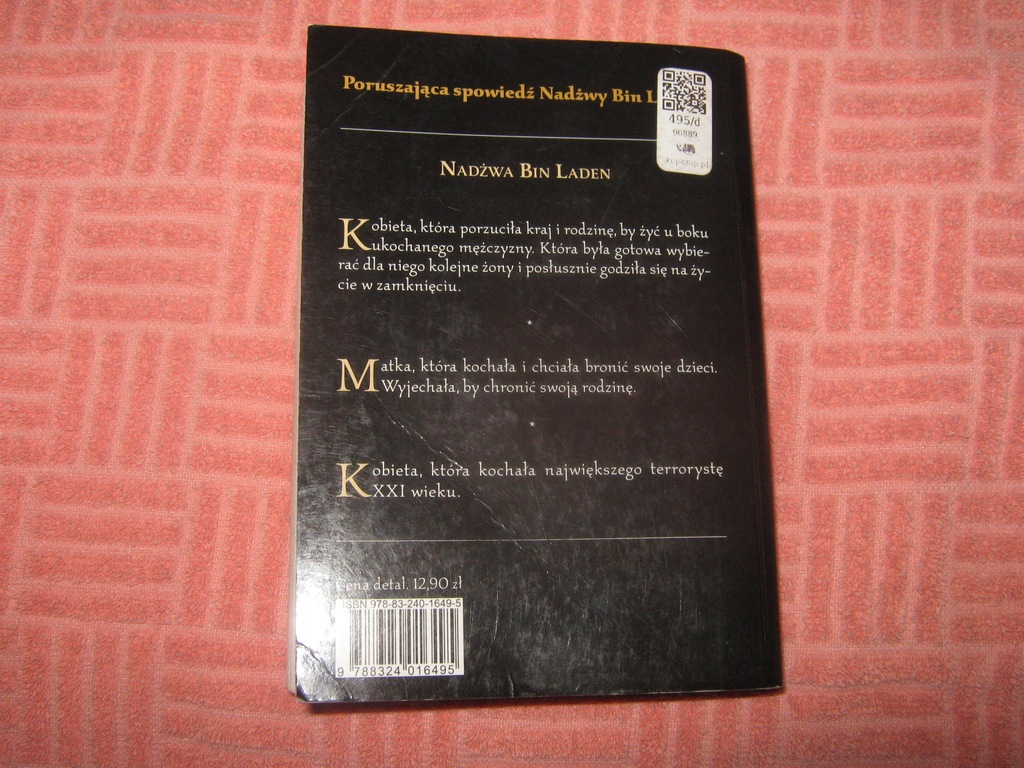 Poruszająca spowiedź Nadżwy Bin L
495/d
90889
skupszop.pl
NADŻWA BIN LADEN
Kobieta, która porzuciła kraj i rodzinę, by żyć u boku
ukochanego mężczyzny. Która była gotowa wybie-
rać dla niego kolejne żony i posłusznie godziła się na ży-
cie w zamknięciu.
*
Matka, która kochała i chciała bronić swoje dzieci.
Wyjechała, by chronić swoją rodzinę.
*
Kobieta, która kochała największego terrorystę
XXI wieku.
Cena detal. 12,90 zł
ISBN 978-83-240-1649-5
9 788324 016495